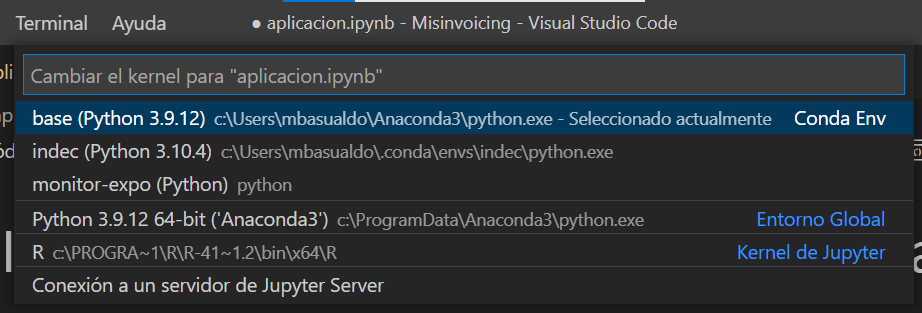 Terminal Ayuda ● aplicacion.ipynb - Misinvoicing - Visual Studio Code
Cambiar el kernel para "aplicacion.ipynb"
base (Python 3.9.12) c:\Users\mbasualdo\Anaconda3\python.exe - Seleccionado actualmente Conda Env
indec (Python 3.10.4) c:\Users\mbasualdo\.conda\envs\indec\python.exe
monitor-expo (Python) python
Python 3.9.12 64-bit ('Anaconda3') c:\ProgramData\Anaconda3\python.exe Entorno Global
R c:\PROGRA~1\R\R-41~1.2\bin\x64\R Kernel de Jupyter
Conexión a un servidor de Jupyter Server